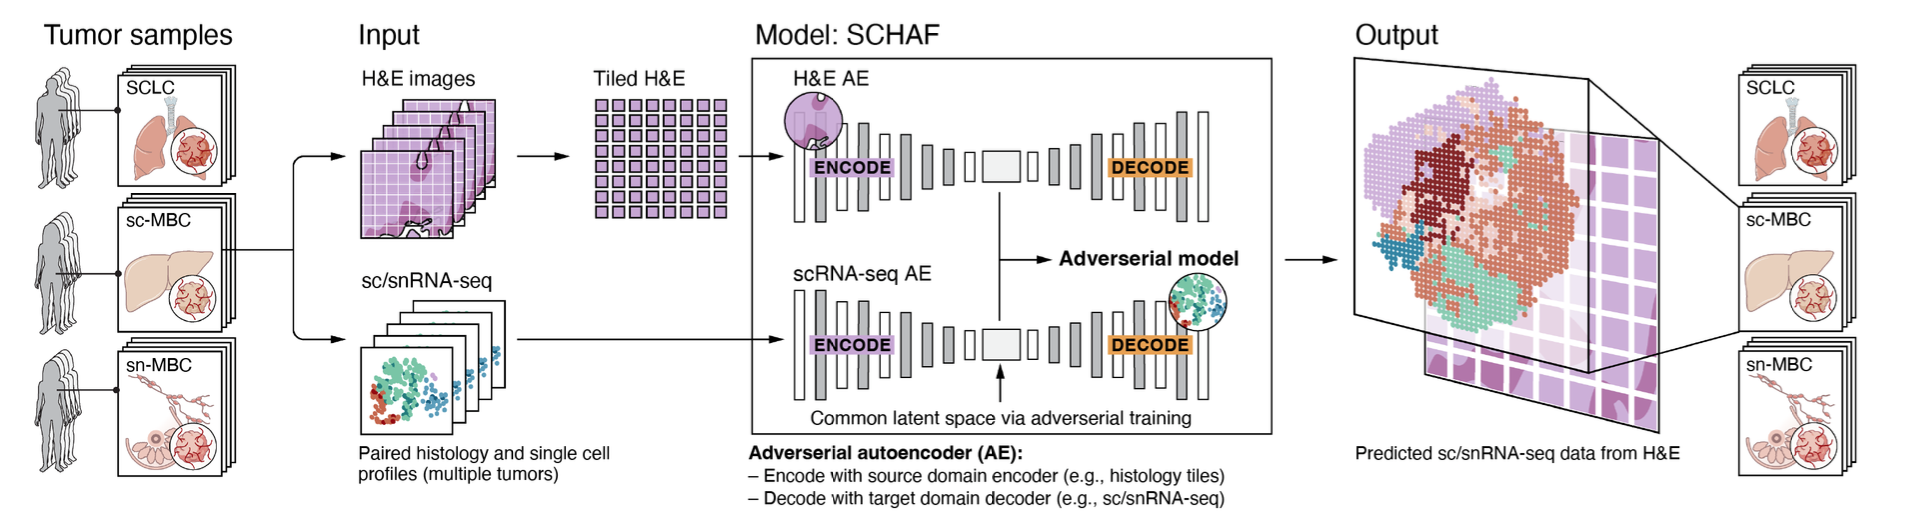 Tumor samples
SCLC
sc-MBC
sn-MBC
Input
H&E images
Tiled H&E
sc/snRNA-seq
Paired histology and single cell
profiles (multiple tumors)
Model: SCHAF
H&E AE
ENCODE
DECODE
Adverserial model
scRNA-seq AE
ENCODE
DECODE
Common latent space via adverserial training
Adverserial autoencoder (AE):
– Encode with source domain encoder (e.g., histology tiles)
– Decode with target domain decoder (e.g., sc/snRNA-seq)
Output
Predicted sc/snRNA-seq data from H&E
SCLC
sc-MBC
sn-MBC